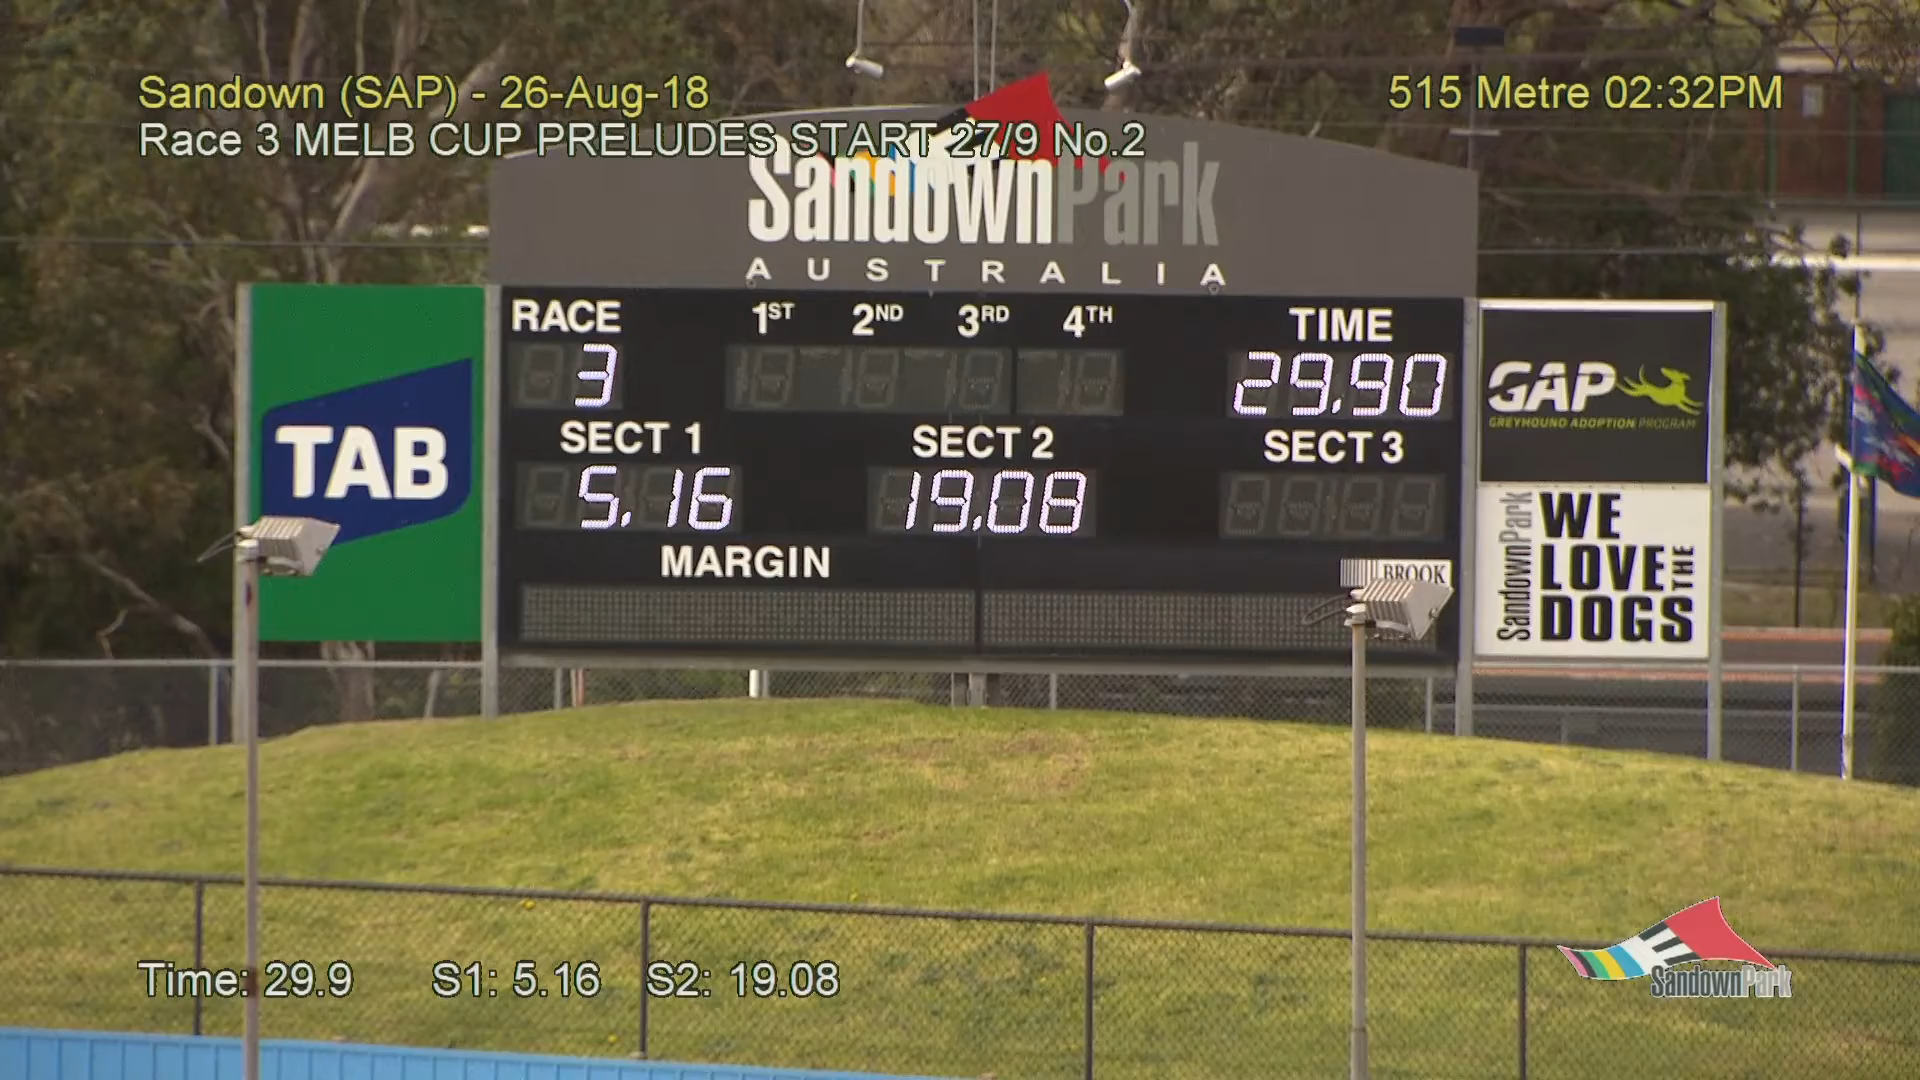 Sandown (SAP) - 26-Aug-18
515 Metre 02:32PM
Race 3 MELB CUP PRELUDES START 27/9 No.2
SandownPark
AUSTRALIA
RACE 1ST 2ND 3RD 4TH TIME
3 29.90
SECT 1 SECT 2 SECT 3
5.16 19.08
MARGIN
BROOK
TAB
GAP
GREYHOUND ADOPTION PROGRAM
SandownPark
WE
LOVE THE
DOGS
Time: 29.9 S1: 5.16 S2: 19.08
SandownPark